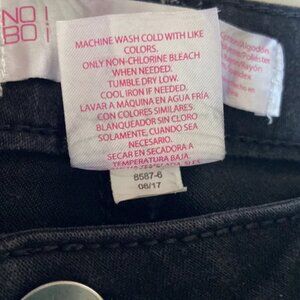 NO!
BO!
MACHINE WASH COLD WITH LIKE
COLORS.
ONLY NON-CHLORINE BLEACH
WHEN NEEDED.
TUMBLE DRY LOW.
COOL IRON IF NEEDED.
LAVAR A MAQUINA EN AGUA FRIA
CON COLORES SIMILARES.
BLANQUEADOR SIN CLORO
SOLAMENTE, CUANDO SEA
NECESARIO.
SECAR EN SECADORA A
TEMPERATURA BAJA.
8587-6
08/17